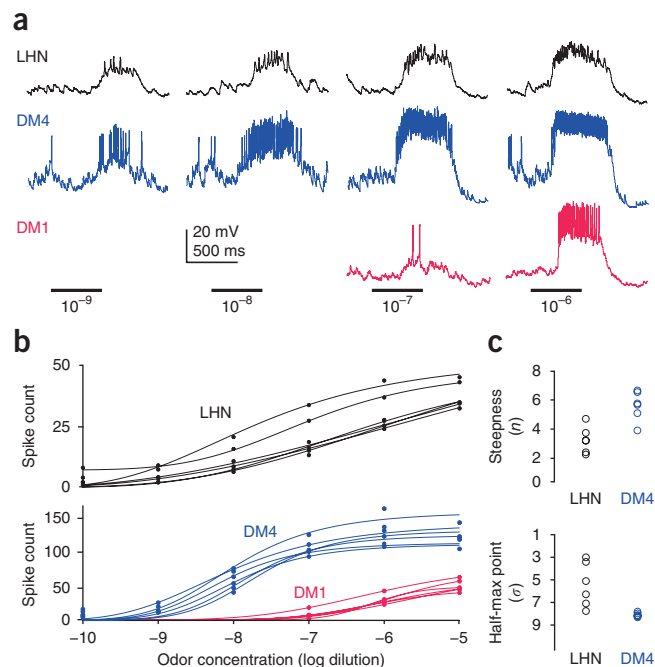 a
LHN
DM4
DM1
20 mV
500 ms
10⁻⁹
10⁻⁸
10⁻⁷
10⁻⁶
b
Spike count
50
25
0
LHN
Spike count
150
100
50
0
DM4
DM1
−10
−9
−8
−7
−6
−5
Odor concentration (log dilution)
c
Steepness
(n)
8
6
4
2
0
LHN
DM4
Half-max point
(σ)
1
3
5
7
9
LHN
DM4